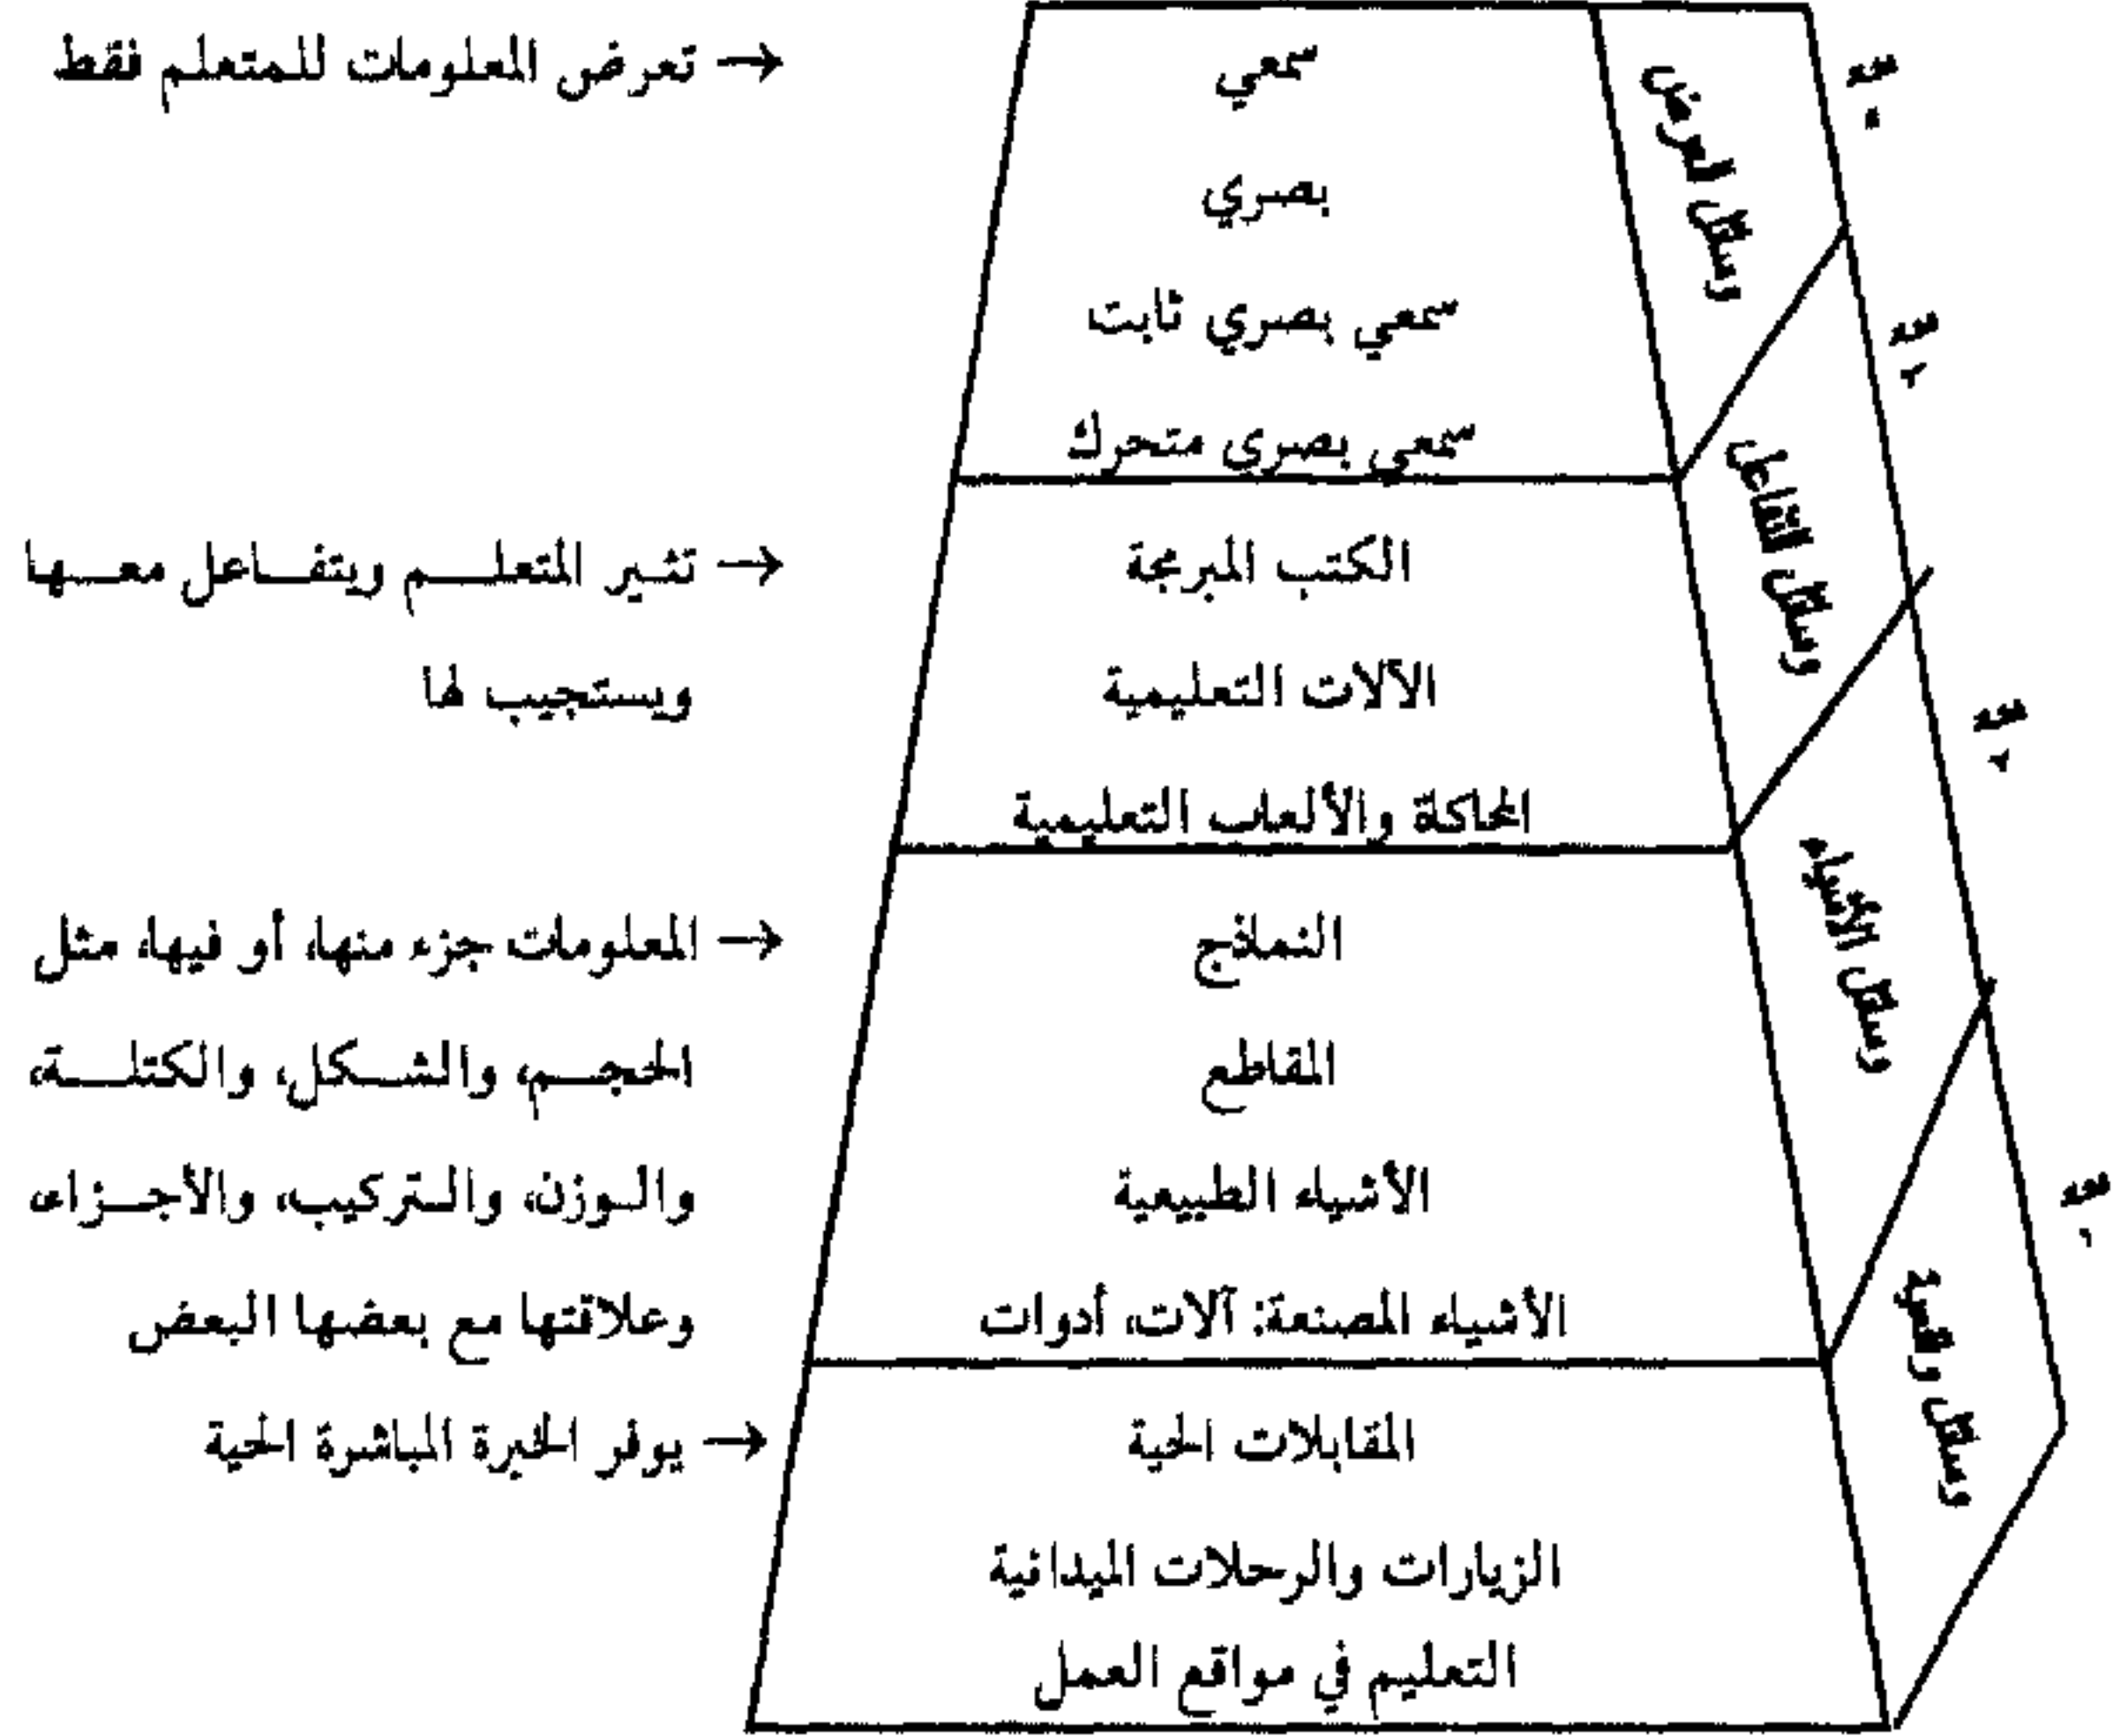 سمعي
بصري
سمعي بصري ثابت
سمعي بصري متحرك
وسائل العرض
← تعرض المعلومات للمتعلم فقط
الكتب المبرمجة
الآلات التعليمية
المحاكة والألعاب التعليمية
وسائل التفاعل
← تثير المتعلم ويتفاعل معها
ويستجيب لها
النماذج
المقاطع
الأشياء الطبيعية
الأشياء المصنعة: آلات، أدوات
وسائل الأشياء
← المعلومات جزء منها، أو فيها، مثل
الحجم، والشكل، والكتلة،
والوزن، والتركيب، والأجزاء،
وعلاقتها مع بعضها البعض
المقابلات الحية
الزيارات والرحلات الميدانية
التعليم في مواقع العمل
وسائل واقعية
← يوفر الخبرة المباشرة الحية